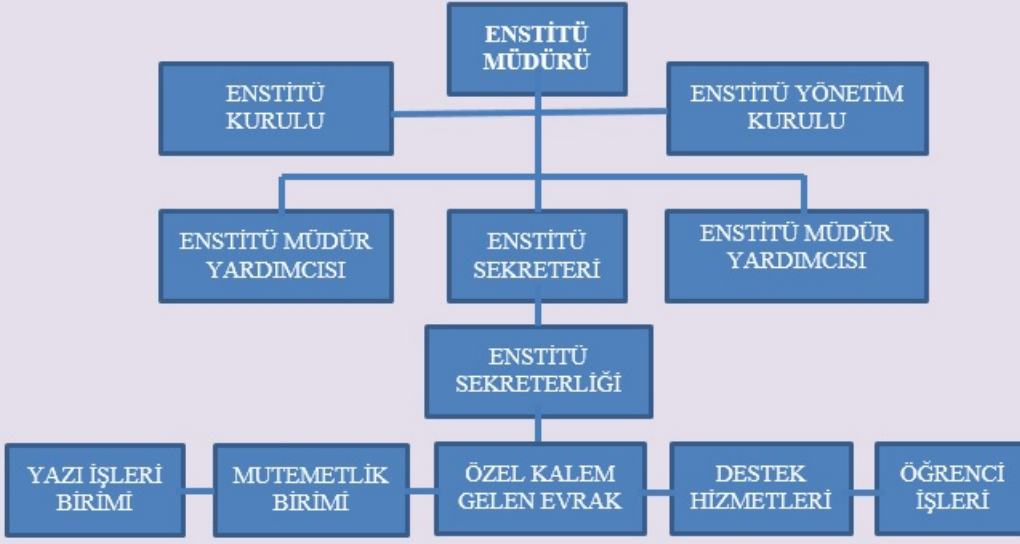 ENSTİTÜ
MÜDÜRÜ
ENSTİTÜ
KURULU
ENSTİTÜ YÖNETİM
KURULU
ENSTİTÜ MÜDÜR
YARDIMCISI
ENSTİTÜ
SEKRETERİ
ENSTİTÜ MÜDÜR
YARDIMCISI
ENSTİTÜ
SEKRETERLİĞİ
YAZI İŞLERİ
BİRİMİ
MUTEMETLİK
BİRİMİ
ÖZEL KALEM
GELEN EVRAK
DESTEK
HİZMETLERİ
ÖĞRENCİ
İŞLERİ